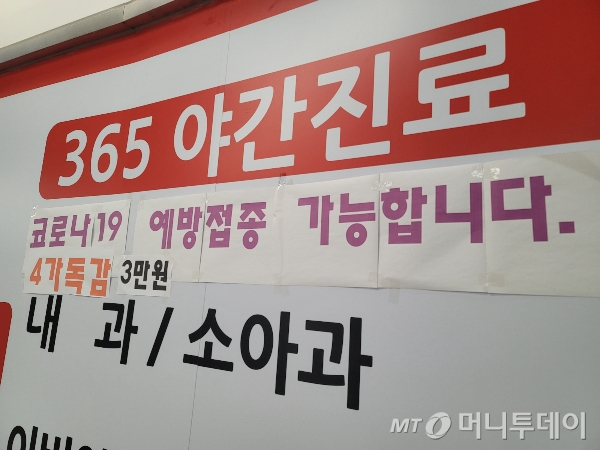 365 야간진료
코로나19 예방접종 가능합니다.
4가독감 3만원
내 과/소아과
MT 머니투데이